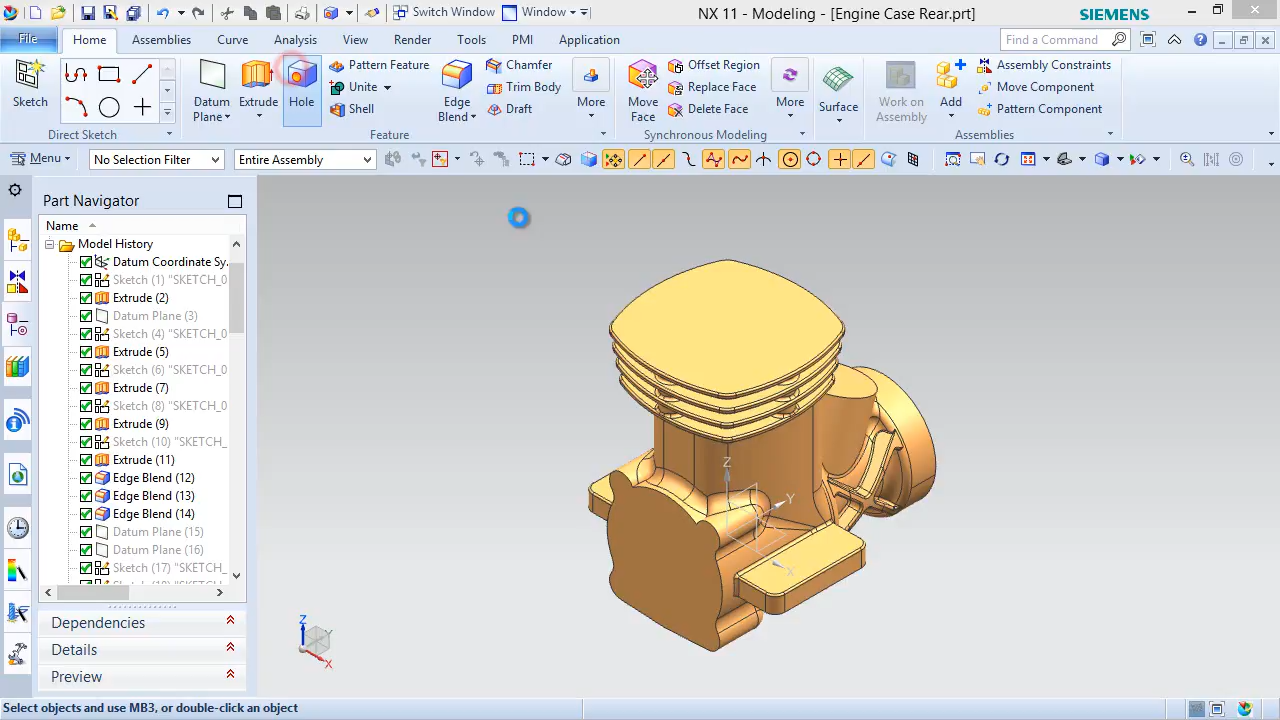 Switch Window
Window
NX 11 - Modeling - [Engine Case Rear.prt]
SIEMENS
File
Home
Assemblies
Curve
Analysis
View
Render
Tools
PMI
Application
Find a Command
Sketch
Direct Sketch
Datum
Plane
Extrude
Hole
Pattern Feature
Unite
Shell
Edge
Blend
Chamfer
Trim Body
Draft
More
Feature
Move
Face
Offset Region
Replace Face
Delete Face
More
Synchronous Modeling
Surface
Work on
Assembly
Add
Assembly Constraints
Move Component
Pattern Component
Assemblies
Menu
No Selection Filter
Entire Assembly
Part Navigator
Name
Model History
Datum Coordinate Sy.
Sketch (1) "SKETCH_0
Extrude (2)
Datum Plane (3)
Sketch (4) "SKETCH_0
Extrude (5)
Sketch (6) "SKETCH_0
Extrude (7)
Sketch (8) "SKETCH_0
Extrude (9)
Sketch (10) "SKETCH_
Extrude (11)
Edge Blend (12)
Edge Blend (13)
Edge Blend (14)
Datum Plane (15)
Datum Plane (16)
Sketch (17) "SKETCH_
Dependencies
Details
Preview
Z
Y
X
Z
Y
X
Select objects and use MB3, or double-click an object